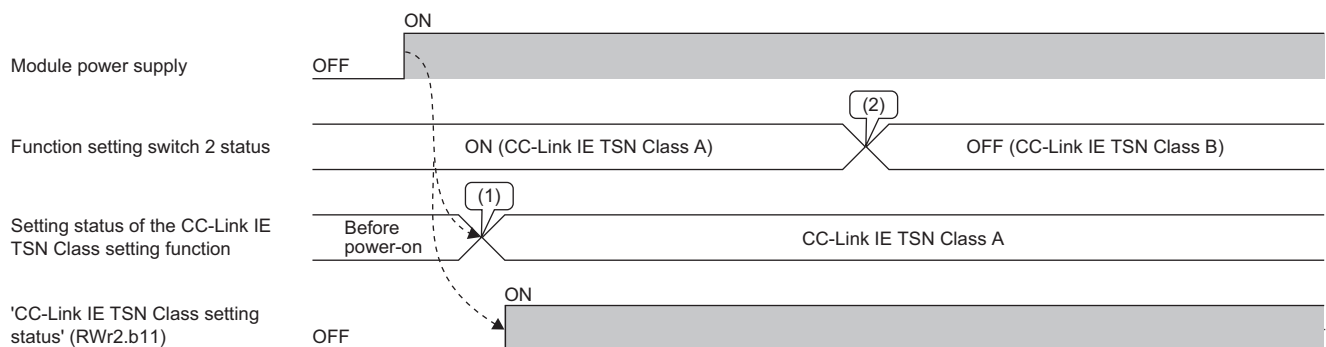 ON
Module power supply
OFF
(2)
Function setting switch 2 status
ON (CC-Link IE TSN Class A)
OFF (CC-Link IE TSN Class B)
(1)
Setting status of the CC-Link IE
TSN Class setting function
Before
power-on
CC-Link IE TSN Class A
ON
'CC-Link IE TSN Class setting
status' (RWr2.b11)
OFF